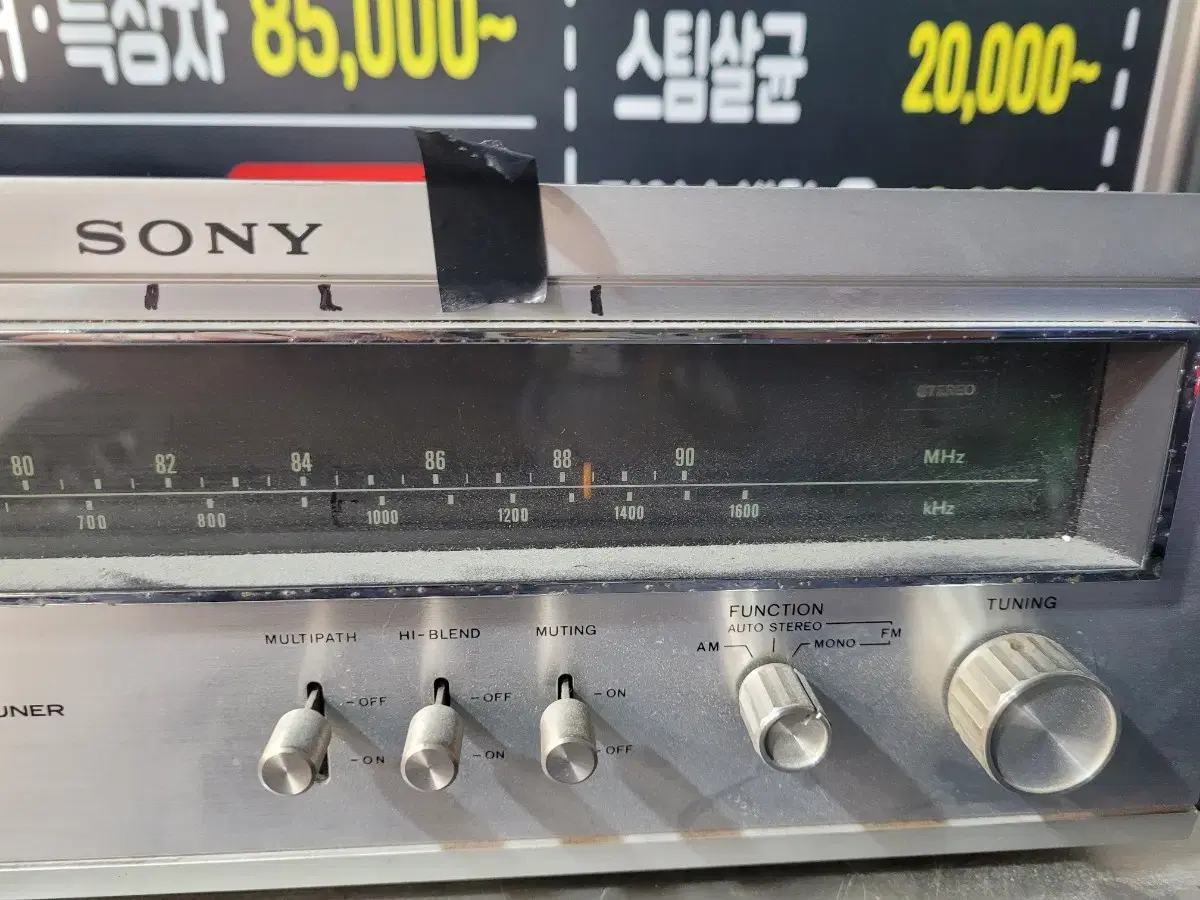 특장차 85,000~
스팀살균 20,000~
SONY
STEREO
80 82 84 86 88 90 MHz
700 800 1000 1200 1400 1600 kHz
MULTIPATH HI-BLEND MUTING FUNCTION TUNING
AUTO STEREO
AM MONO FM
OFF OFF ON
ON ON OFF
UNER